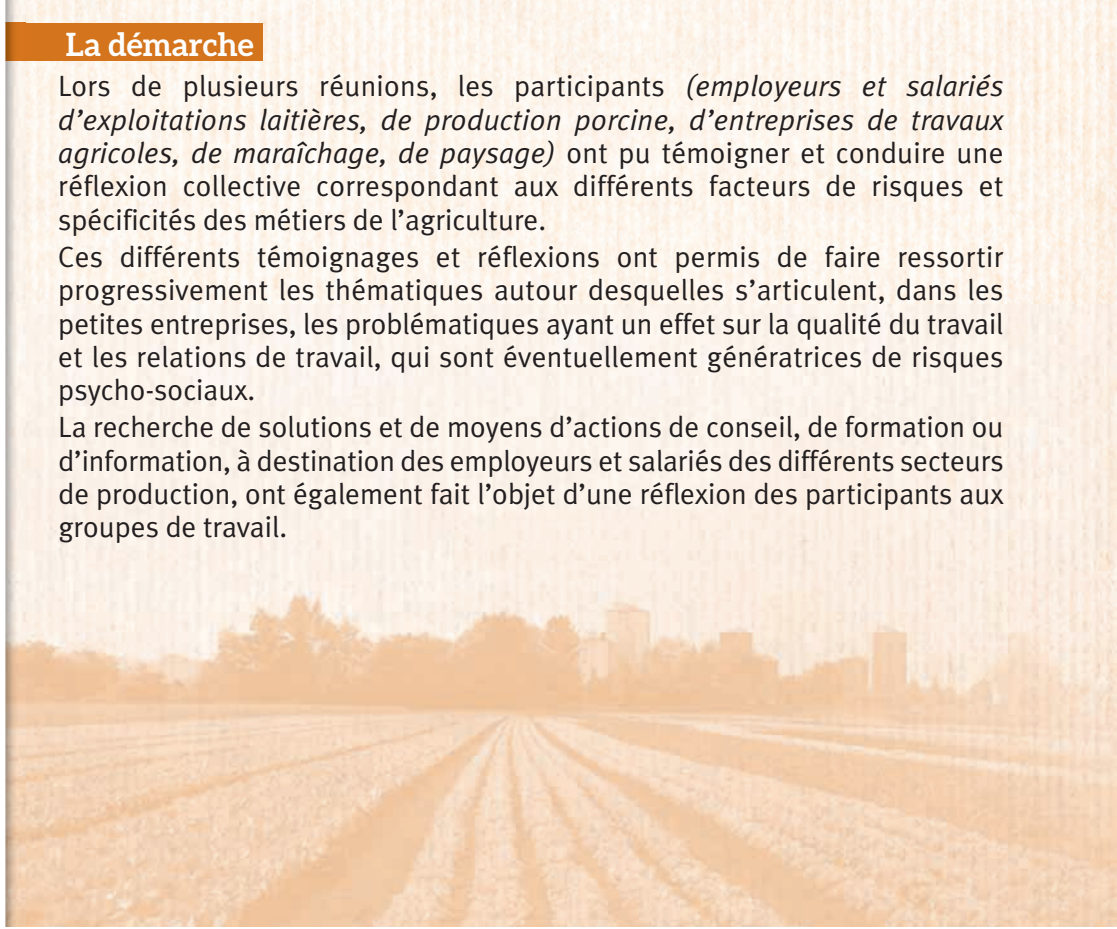 La démarche
Lors de plusieurs réunions, les participants (employeurs et salariés
d'exploitations laitières, de production porcine, d'entreprises de travaux
agricoles, de maraîchage, de paysage) ont pu témoigner et conduire une
réflexion collective correspondant aux différents facteurs de risques et
spécificités des métiers de l'agriculture.
Ces différents témoignages et réflexions ont permis de faire ressortir
progressivement les thématiques autour desquelles s'articulent, dans les
petites entreprises, les problématiques ayant un effet sur la qualité du travail
et les relations de travail, qui sont éventuellement génératrices de risques
psycho-sociaux.
La recherche de solutions et de moyens d'actions de conseil, de formation ou
d'information, à destination des employeurs et salariés des différents secteurs
de production, ont également fait l'objet d'une réflexion des participants aux
groupes de travail.